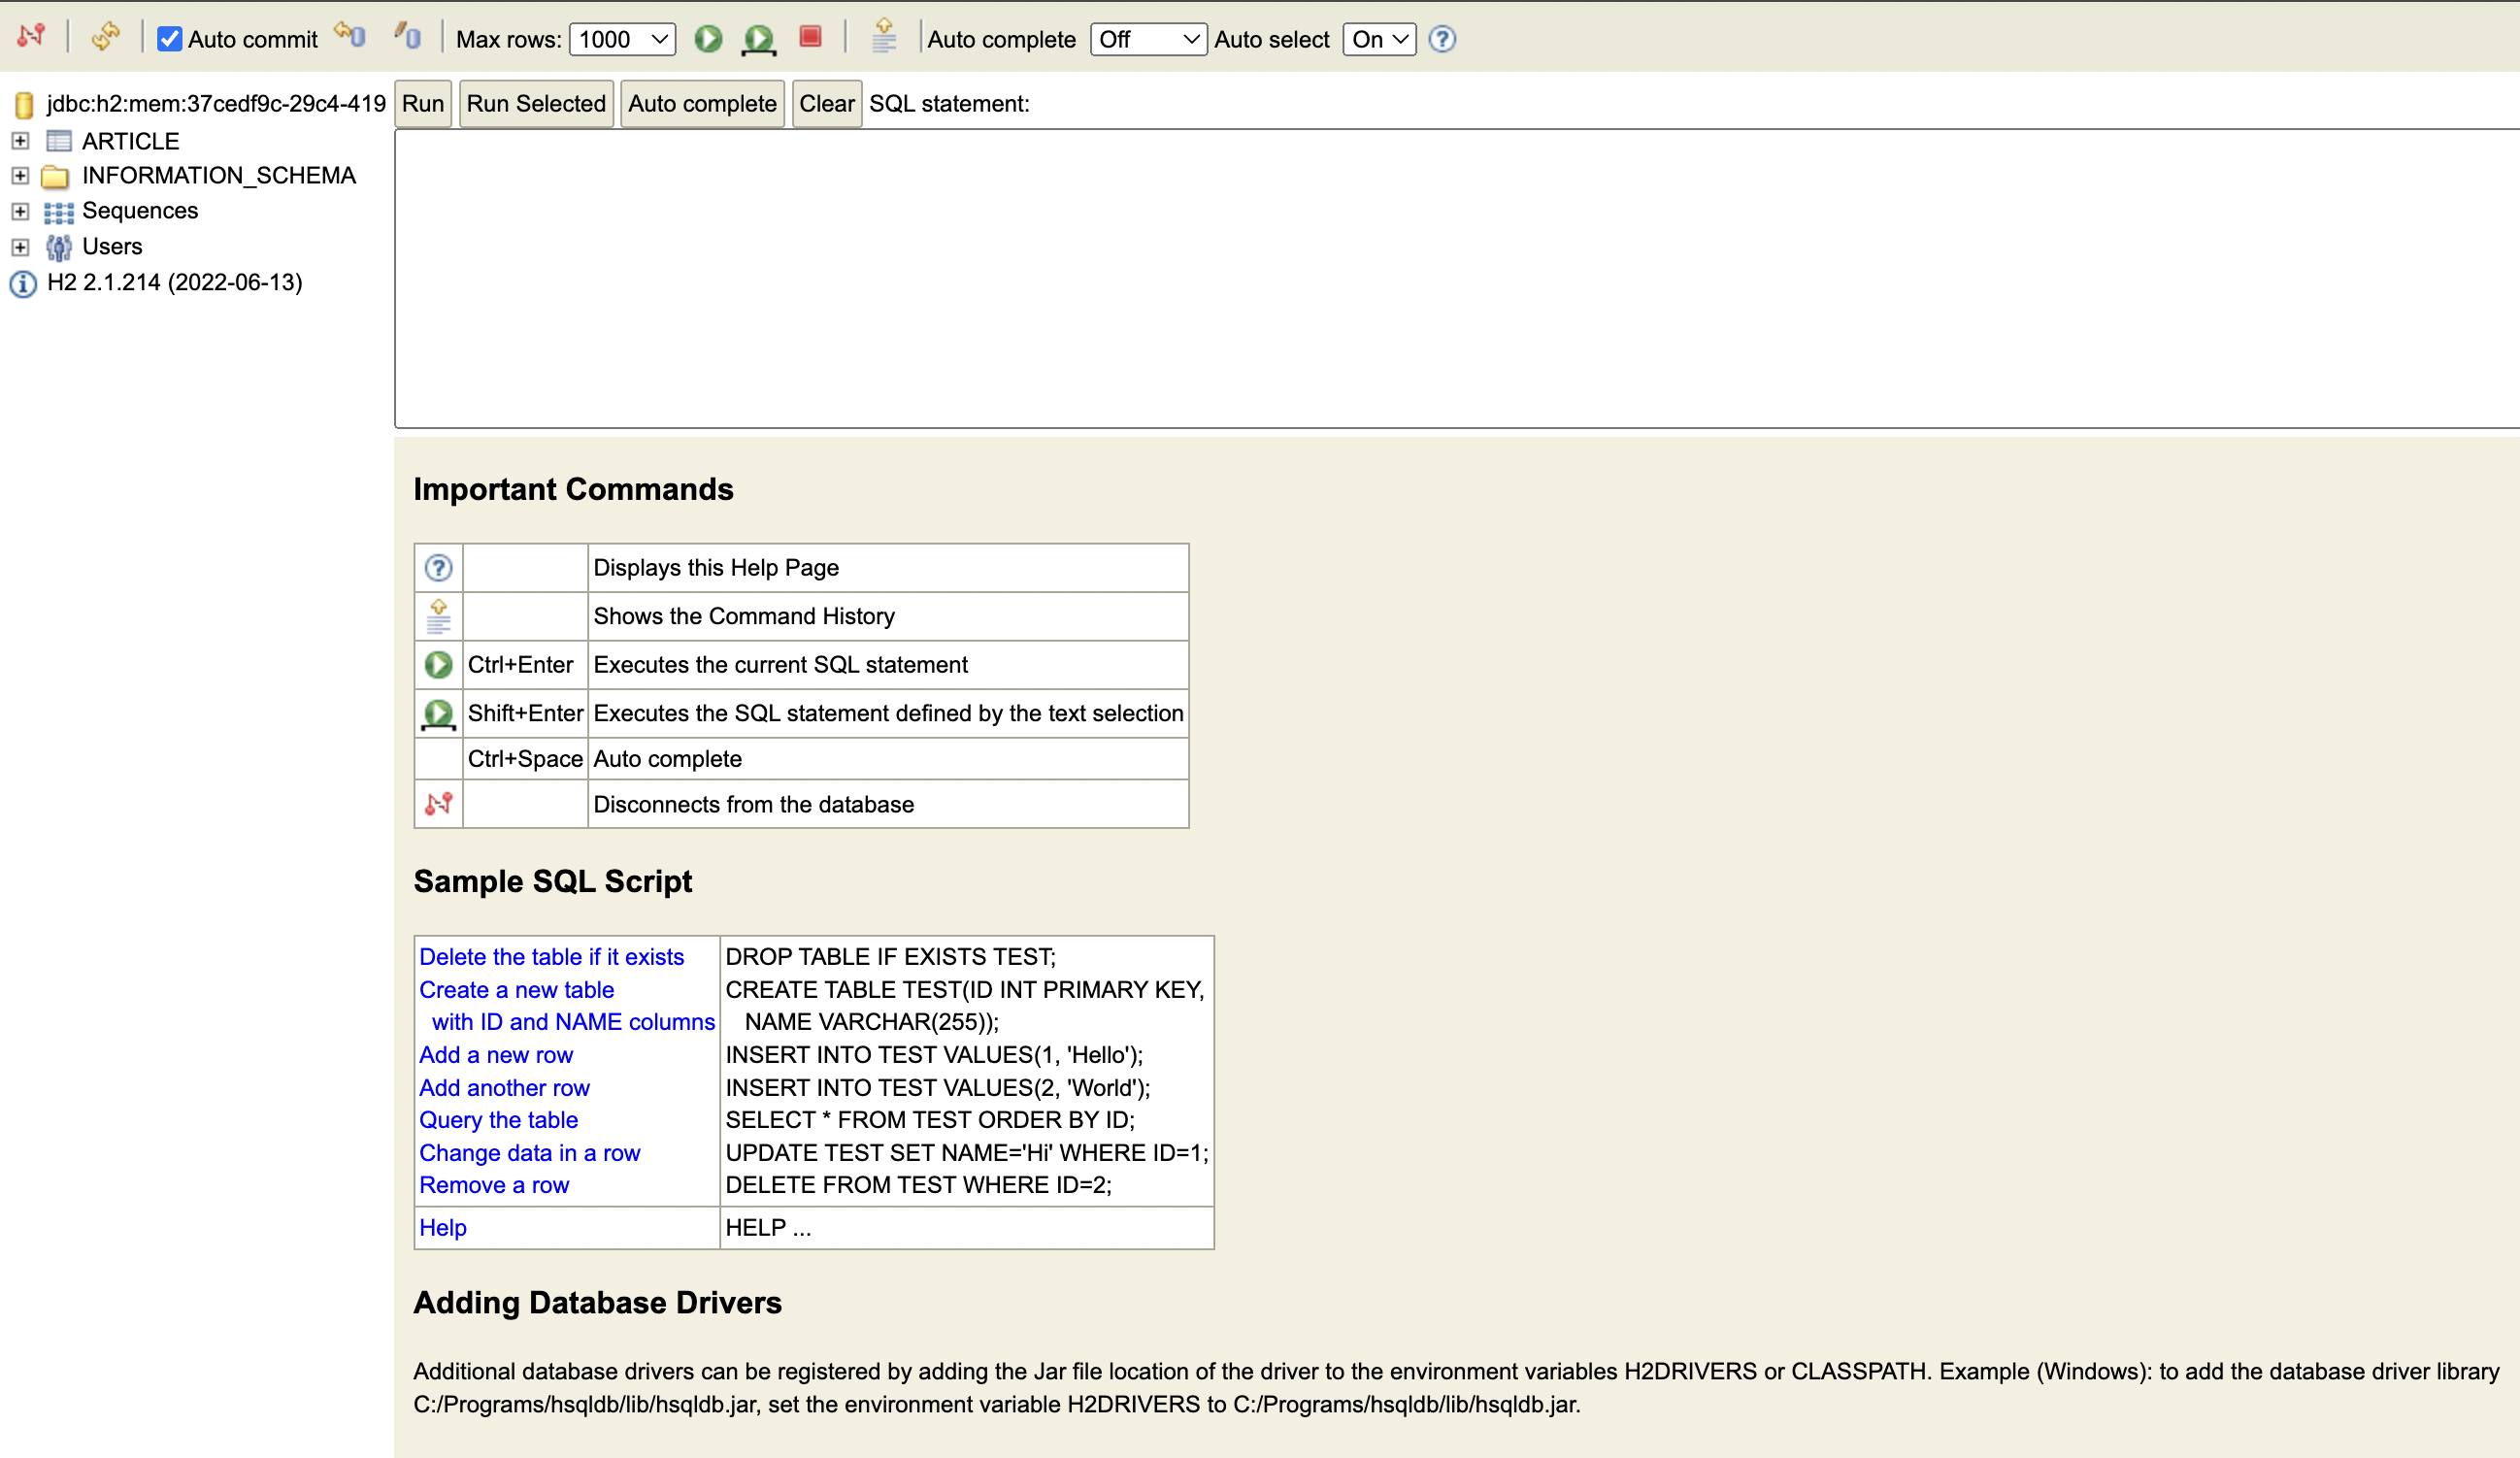 Auto commit Max rows: 1000 Auto complete Off Auto select On
jdbc:h2:mem:37cedf9c-29c4-419
ARTICLE
INFORMATION_SCHEMA
Sequences
Users
H2 2.1.214 (2022-06-13)
Run Run Selected Auto complete Clear SQL statement:
Important Commands
Displays this Help Page
Shows the Command History
Ctrl+Enter Executes the current SQL statement
Shift+Enter Executes the SQL statement defined by the text selection
Ctrl+Space Auto complete
Disconnects from the database
Sample SQL Script
Delete the table if it exists DROP TABLE IF EXISTS TEST;
Create a new table CREATE TABLE TEST(ID INT PRIMARY KEY,
with ID and NAME columns NAME VARCHAR(255));
Add a new row INSERT INTO TEST VALUES(1, 'Hello');
Add another row INSERT INTO TEST VALUES(2, 'World');
Query the table SELECT * FROM TEST ORDER BY ID;
Change data in a row UPDATE TEST SET NAME='Hi' WHERE ID=1;
Remove a row DELETE FROM TEST WHERE ID=2;
Help HELP ...
Adding Database Drivers
Additional database drivers can be registered by adding the Jar file location of the driver to the environment variables H2DRIVERS or CLASSPATH. Example (Windows): to add the database driver library
C:/Programs/hsqldb/lib/hsqldb.jar, set the environment variable H2DRIVERS to C:/Programs/hsqldb/lib/hsqldb.jar.